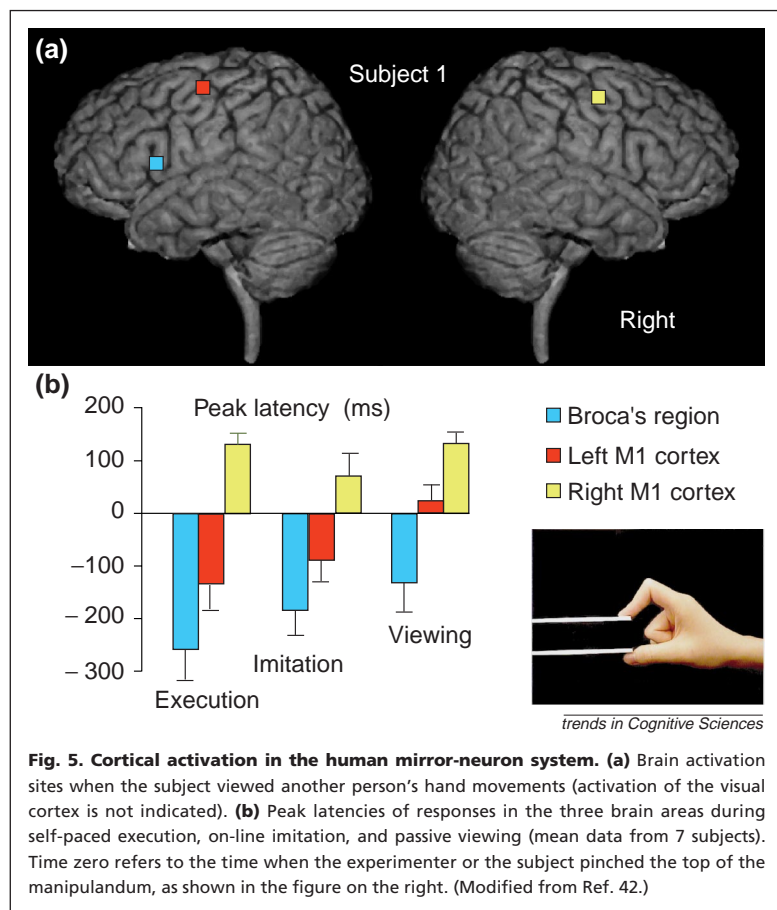 (a)
Subject 1
Right
(b)
Peak latency (ms)
200
100
0
−100
− 200
− 300
Execution
Imitation
Viewing
Broca's region
Left M1 cortex
Right M1 cortex
trends in Cognitive Sciences
Fig. 5. Cortical activation in the human mirror-neuron system. (a) Brain activation
sites when the subject viewed another person's hand movements (activation of the visual
cortex is not indicated). (b) Peak latencies of responses in the three brain areas during
self-paced execution, on-line imitation, and passive viewing (mean data from 7 subjects).
Time zero refers to the time when the experimenter or the subject pinched the top of the
manipulandum, as shown in the figure on the right. (Modified from Ref. 42.)